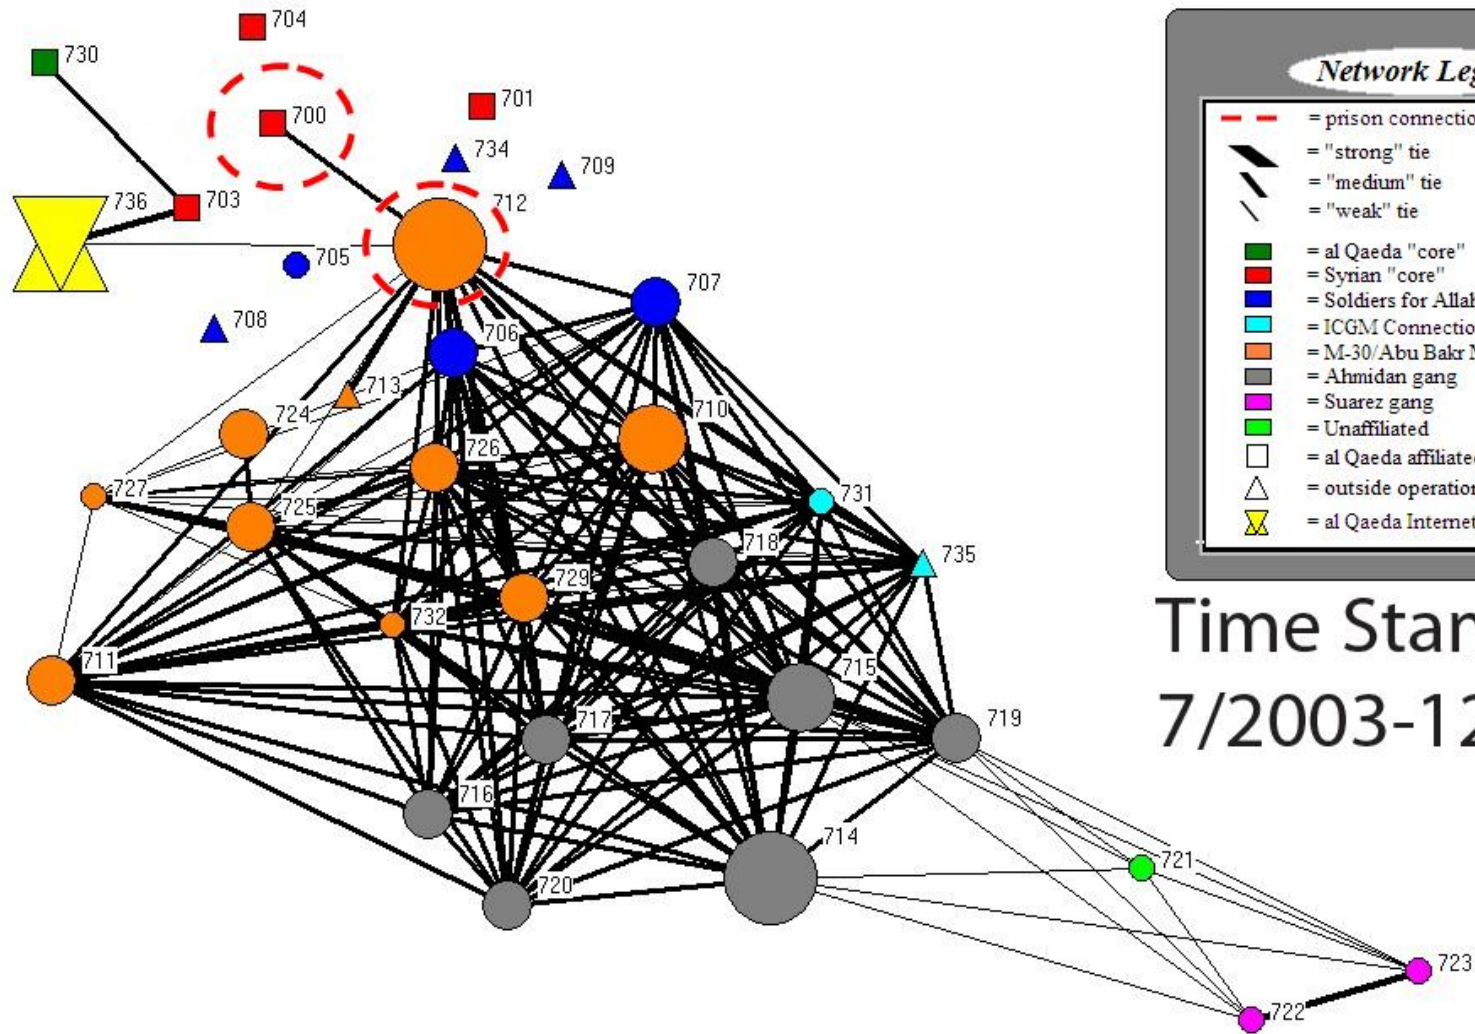 704
730
701
700
734
709
736
703
712
705
707
708
706
713
724
710
726
727
725
731
718
735
729
732
711
715
717
719
716
714
721
720
723
722
Network Leg
= prison connectio
= "strong" tie
= "medium" tie
= "weak" tie
= al Qaeda "core"
= Syrian "core"
= Soldiers for Allah
= ICGM Connectio
= M-30/Abu Bakr M
= Ahmidan gang
= Suarez gang
= Unaffiliated
= al Qaeda affiliated
= outside operation
= al Qaeda Internet
Time Stam
7/2003-12